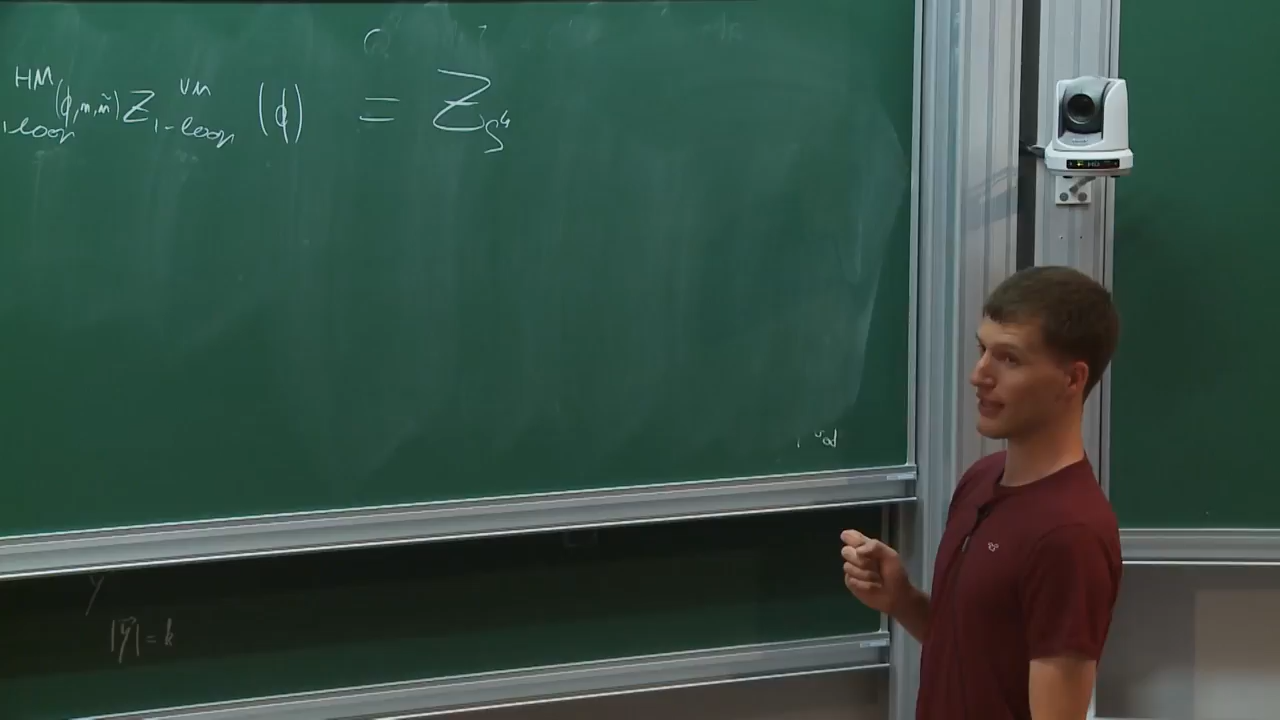 HM VM
1-loop (ϕ, m, m̃) Z 1-loop (ϕ) = Z S⁴
Y
|Y⃗| = k